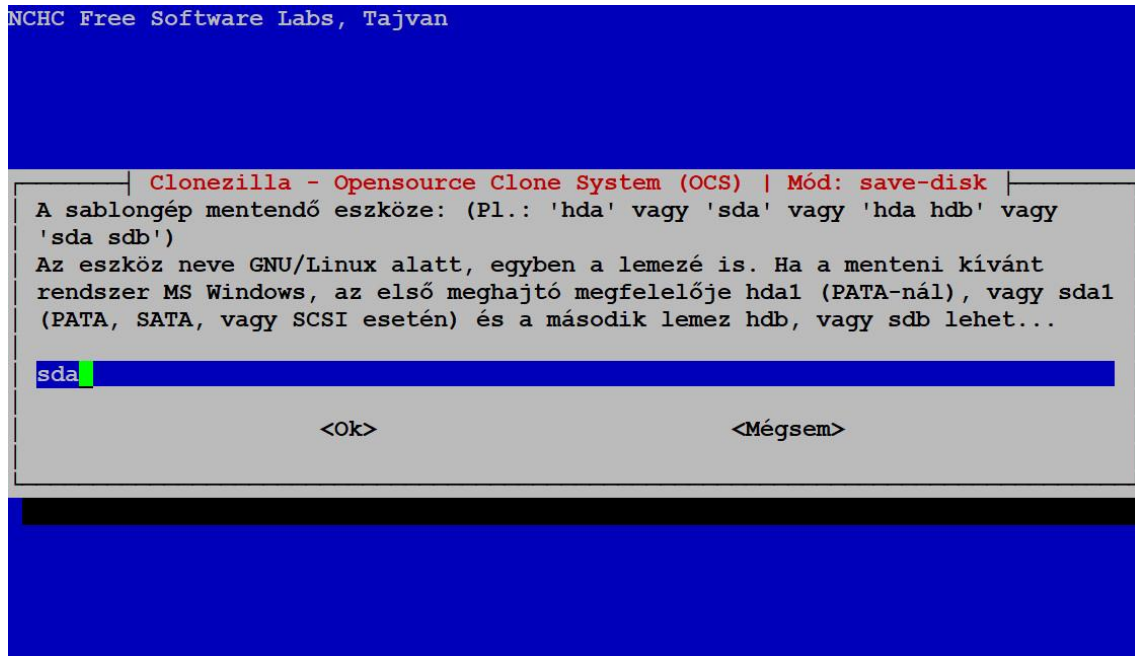 NCHC Free Software Labs, Tajvan
Clonezilla - Opensource Clone System (OCS) | Mód: save-disk
A sablongép mentendő eszköze: (Pl.: 'hda' vagy 'sda' vagy 'hda hdb' vagy
'sda sdb')
Az eszköz neve GNU/Linux alatt, egyben a lemezé is. Ha a menteni kívánt
rendszer MS Windows, az első meghajtó megfelelője hda1 (PATA-nál), vagy sda1
(PATA, SATA, vagy SCSI esetén) és a második lemez hdb, vagy sdb lehet...
sda
<Ok> <Mégsem>